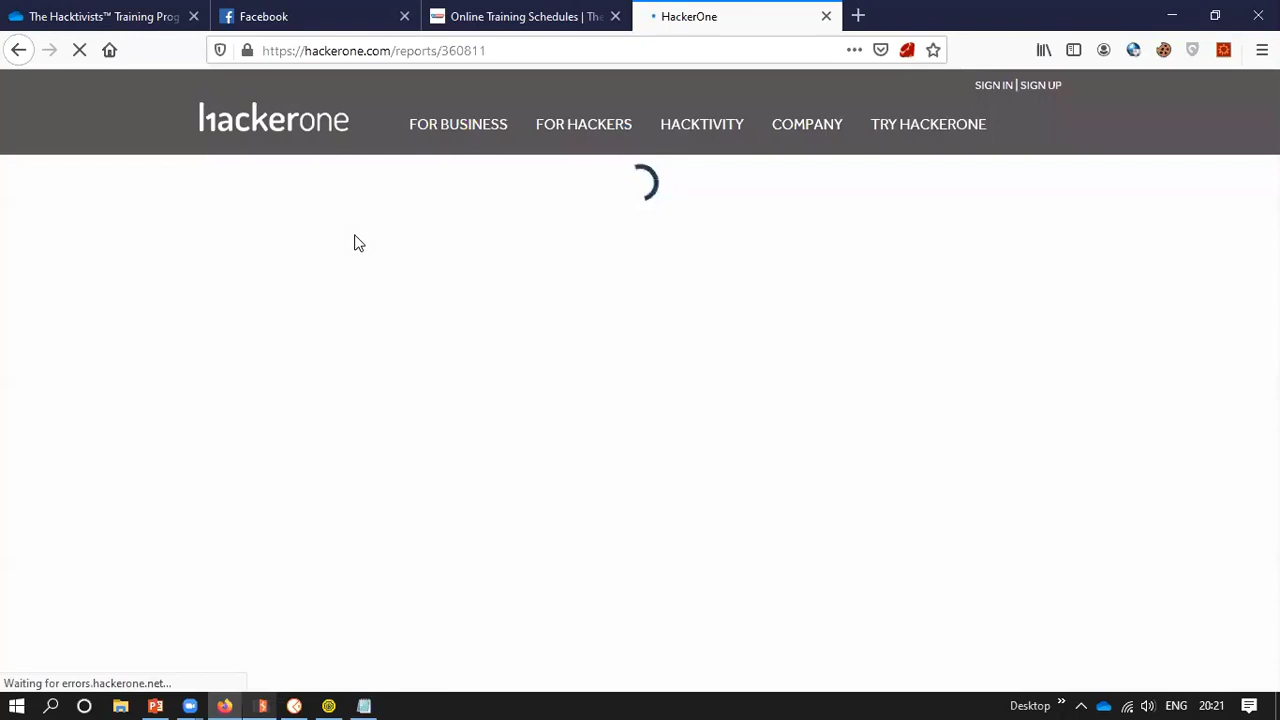 The Hacktivists™ Training Prog
Facebook
Online Training Schedules | The
HackerOne
https://hackerone.com/reports/360811
SIGN IN | SIGN UP
hackerone
FOR BUSINESS
FOR HACKERS
HACKTIVITY
COMPANY
TRY HACKERONE
Waiting for errors.hackerone.net...
Desktop
ENG
20:21